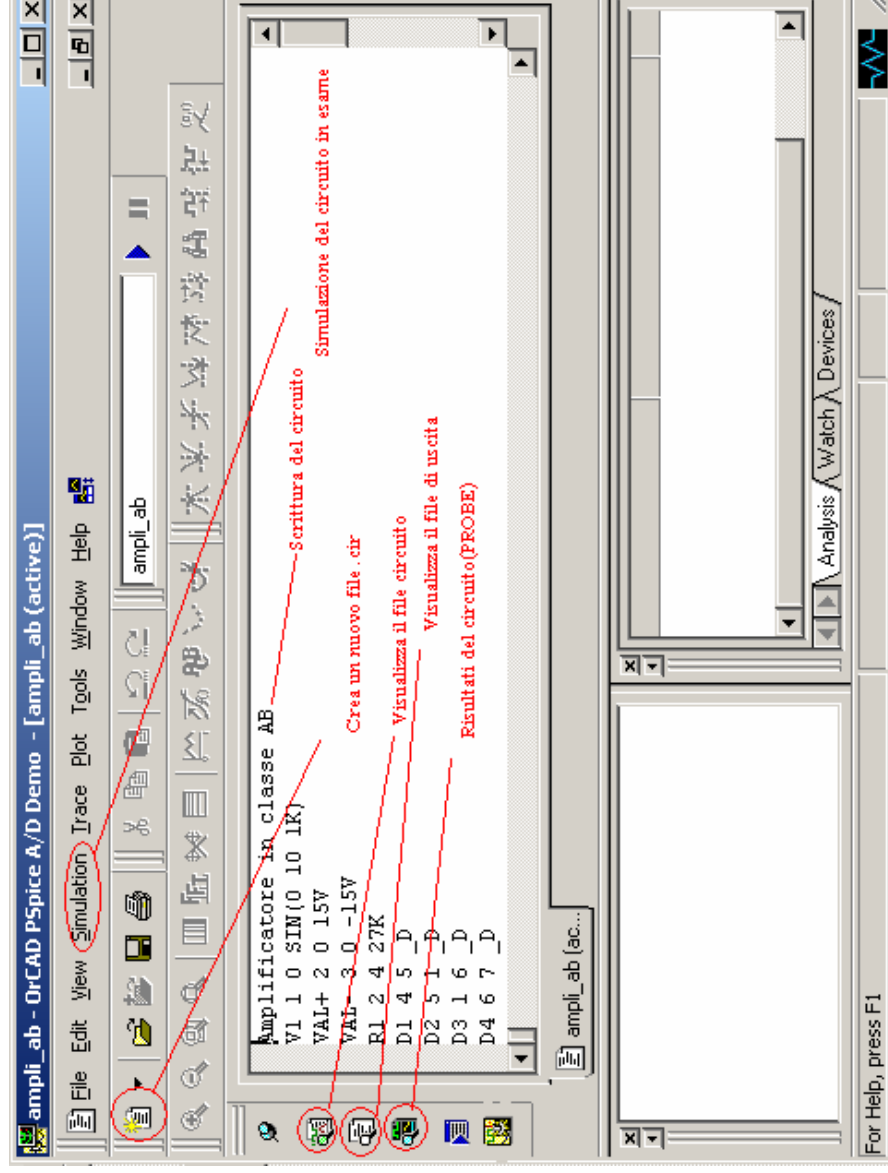 ampli_ab - OrCAD PSpice A/D Demo - [ampli_ab (active)]
File Edit View Simulation Trace Plot Tools Window Help
ampli_ab
Amplificatore in classe AB
V1 1 0 SIN(0 10 1K)
VAL+ 2 0 15V
VAL- 3 0 -15V
R1 2 4 27K
D1 4 5 _D
D2 5 1 _D
D3 1 6 _D
D4 6 7 _D
Scrittura del circuito
Simulazione del circuito in esame
Crea un nuovo file .cir
Visualizza il file circuito
Visualizza il file di uscita
Risultati del circuito(PROBE)
ampli_ab (ac...
Analysis Watch Devices
For Help, press F1